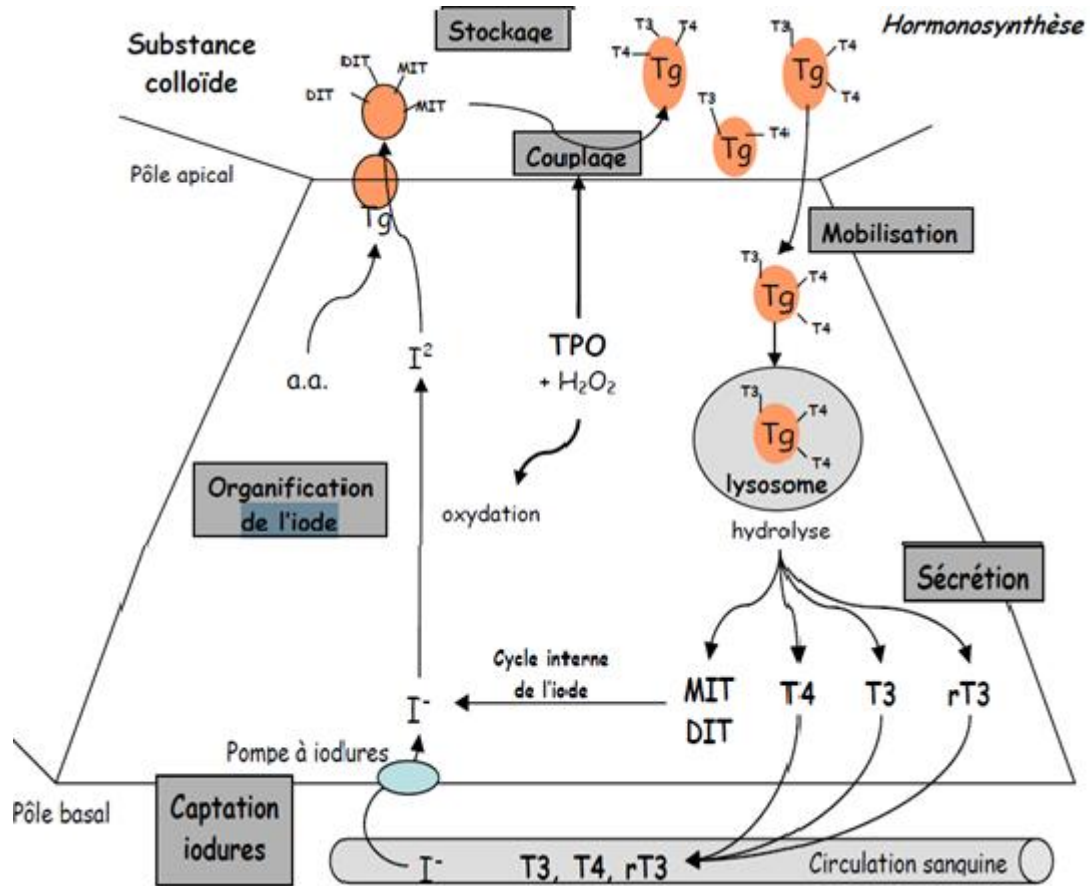 Stockage
Hormonosynthèse
Substance
colloïde
DIT
MIT
DIT
MIT
T3
T4
T4
Tg
T3
T4
Tg
T4
T3
T4
Tg
Couplage
Pôle apical
Tg
Mobilisation
T3
T4
Tg
T4
a.a.
I²
TPO
+ H₂O₂
T3
T4
Tg
T4
lysosome
Organification
de l'iode
oxydation
hydrolyse
Sécrétion
Cycle interne
de l'iode
I⁻
MIT
DIT
T4
T3
rT3
Pompe à iodures
Pôle basal
Captation
iodures
I⁻
T3, T4, rT3
Circulation sanguine